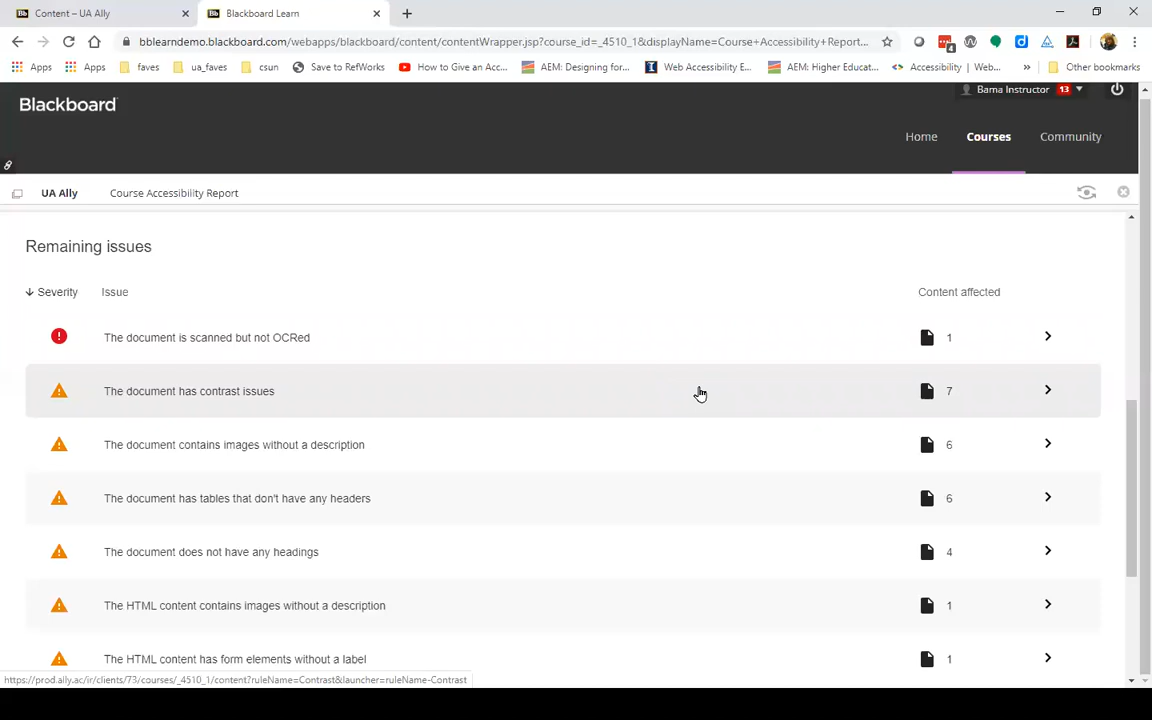 Content – UA Ally
Blackboard Learn
bblearndemo.blackboard.com/webapps/blackboard/content/contentWrapper.jsp?course_id=_4510_1&displayName=Course+Accessibility+Report...
4
Apps
Apps
faves
ua_faves
csun
Save to RefWorks
How to Give an Acc...
AEM: Designing for...
Web Accessibility E...
AEM: Higher Educat...
Accessibility | Web...
»
Other bookmarks
Blackboard
Bama Instructor 13
Home
Courses
Community
UA Ally
Course Accessibility Report
Remaining issues
Severity Issue Content affected
The document is scanned but not OCRed 1
The document has contrast issues 7
The document contains images without a description 6
The document has tables that don't have any headers 6
The document does not have any headings 4
The HTML content contains images without a description 1
The HTML content has form elements without a label 1
https://prod.ally.ac/ir/clients/73/courses/_4510_1/content?ruleName=Contrast&launcher=ruleName-Contrast